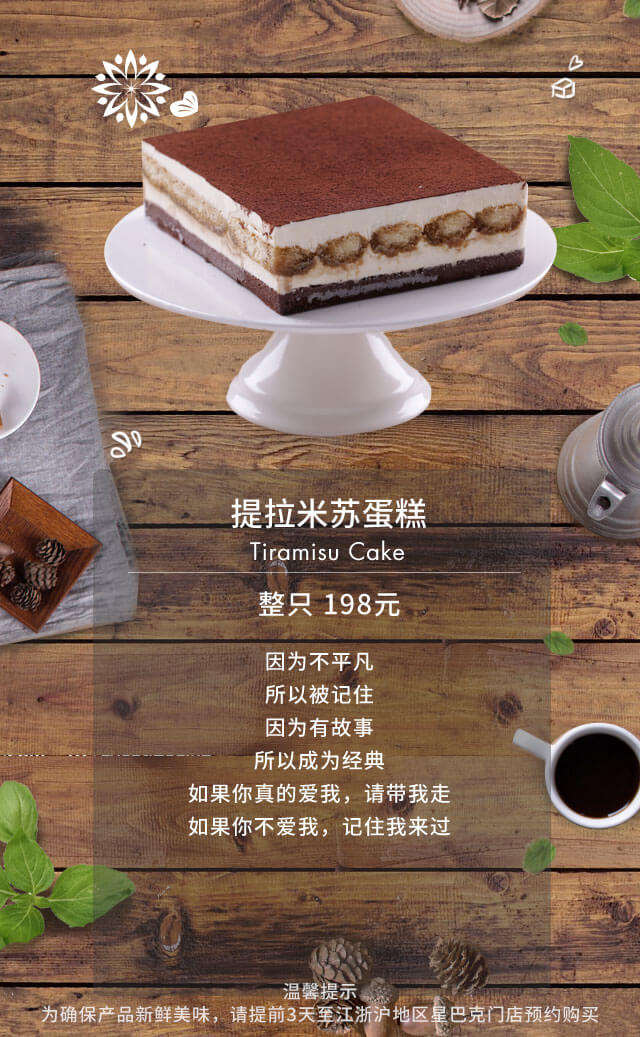 提拉米苏蛋糕
Tiramisu Cake
整只 198元
因为不平凡
所以被记住
因为有故事
所以成为经典
如果你真的爱我，请带我走
如果你不爱我，记住我来过
温馨提示
为确保产品新鲜美味，请提前3天至江浙沪地区星巴克门店预约购买